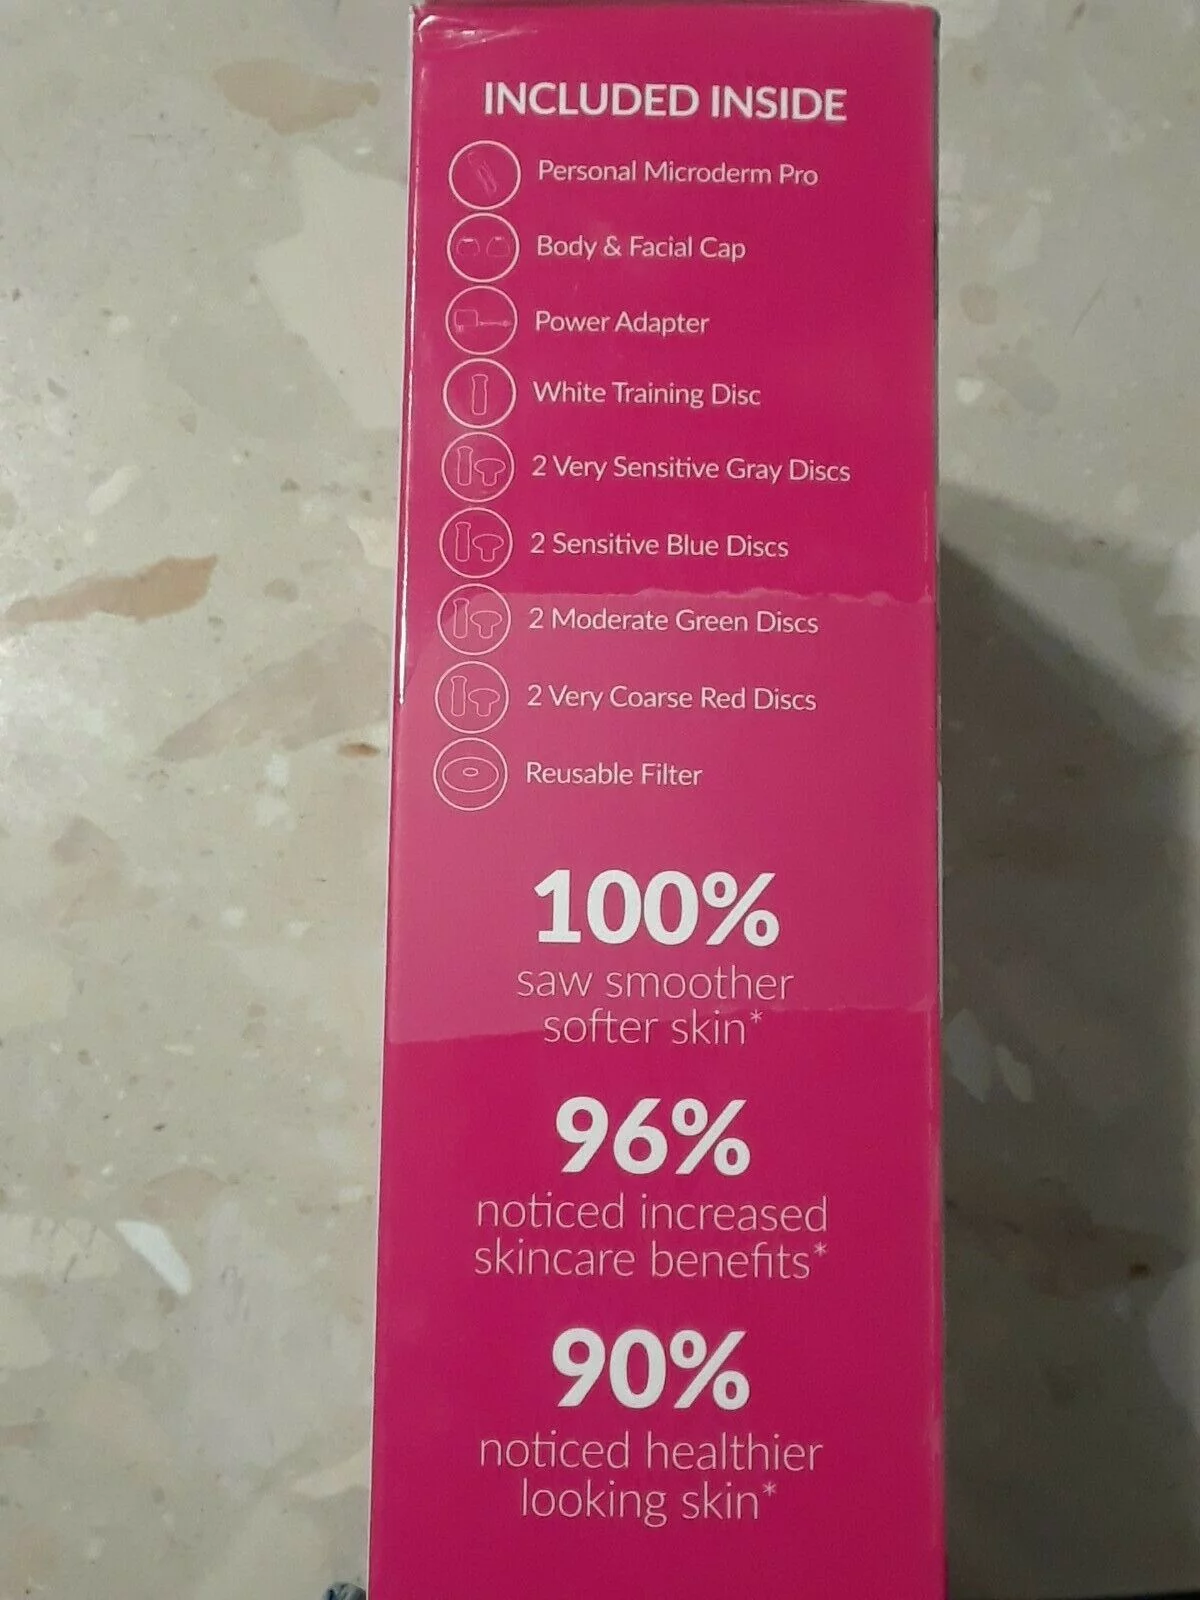 INCLUDED INSIDE
Personal Microderm Pro
Body & Facial Cap
Power Adapter
White Training Disc
2 Very Sensitive Gray Discs
2 Sensitive Blue Discs
2 Moderate Green Discs
2 Very Coarse Red Discs
Reusable Filter
100%
saw smoother
softer skin*
96%
noticed increased
skincare benefits*
90%
noticed healthier
looking skin*